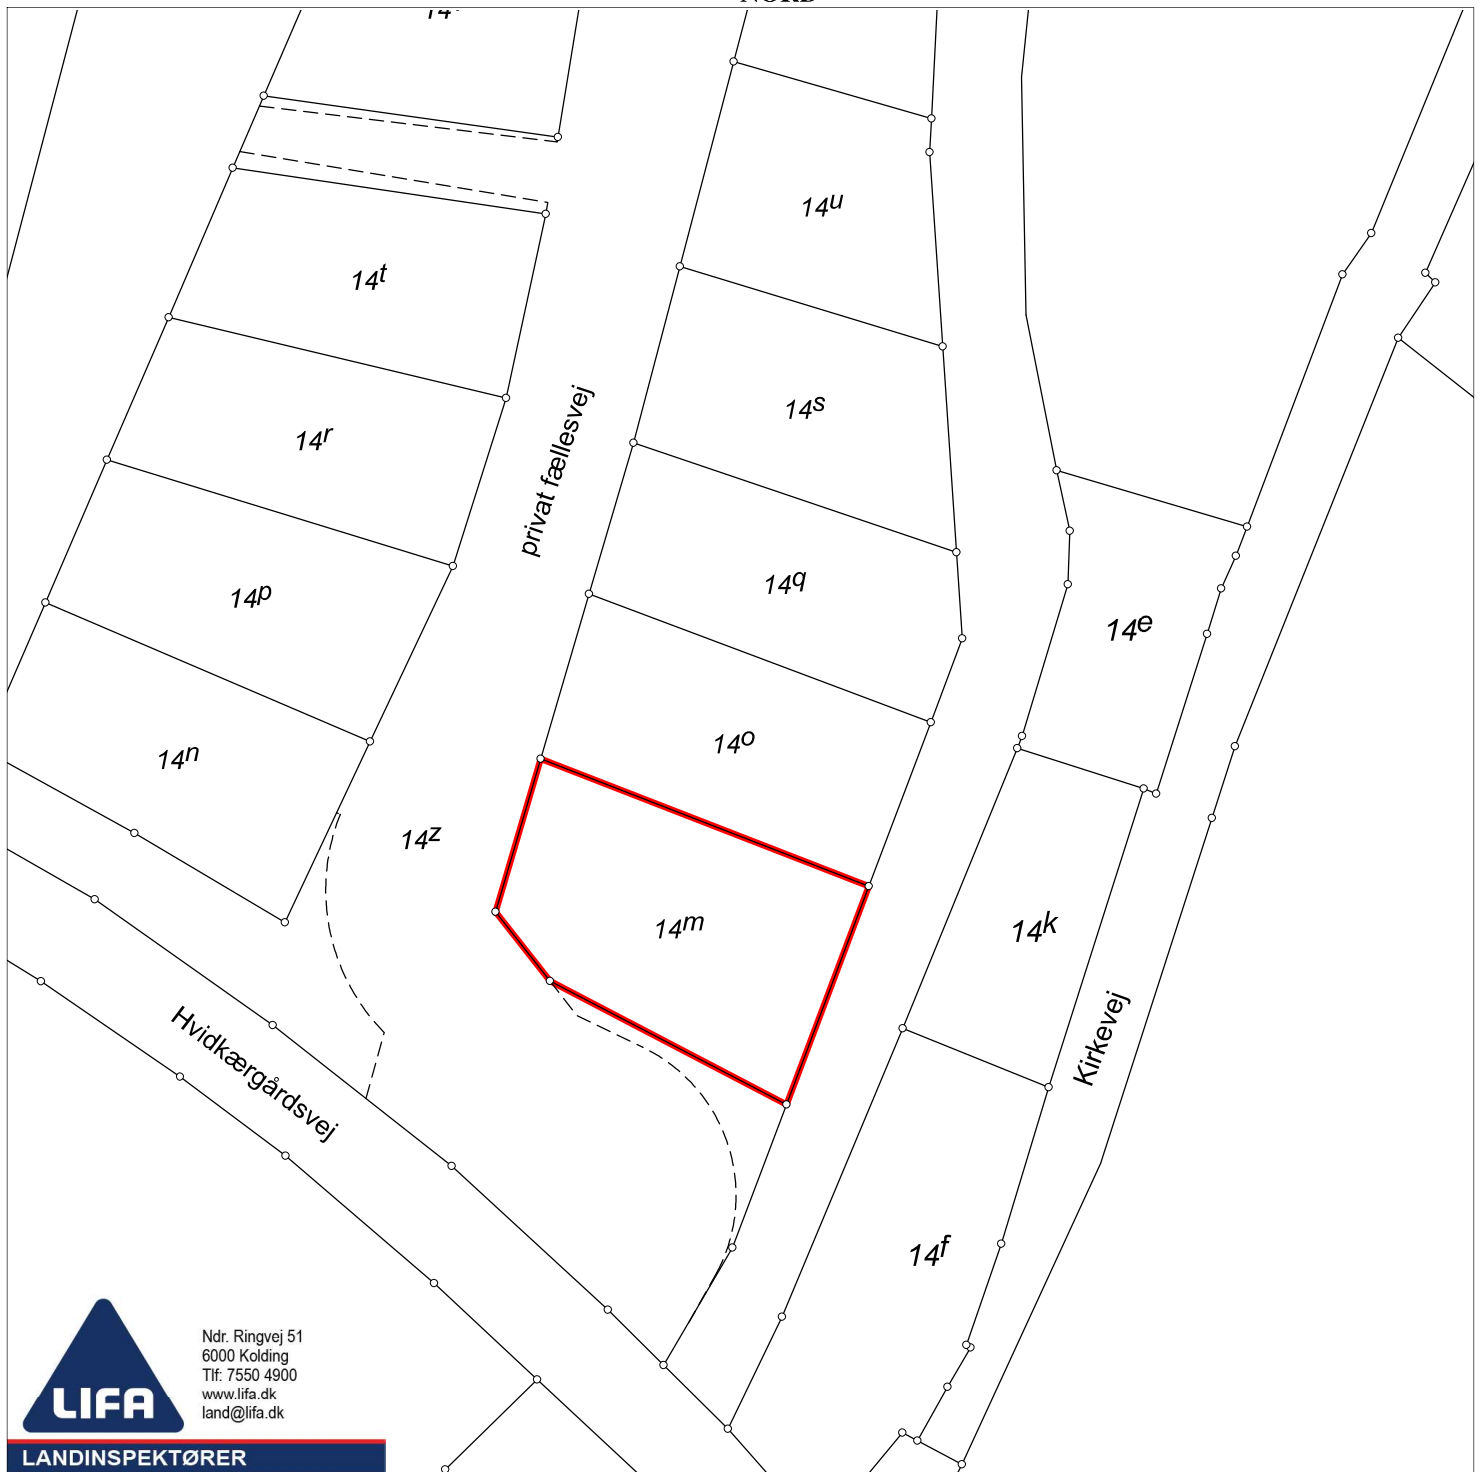 NORD
14u
14t
14s
14r
privat fællesvej
14q
14p
14e
14o
14n
14z
14m
14k
Hvidkærgårdsvej
Kirkevej
14f
Ndr. Ringvej 51
6000 Kolding
Tlf: 7550 4900
www.lifa.dk
land@lifa.dk
LIFA
LANDINSPEKTØRER